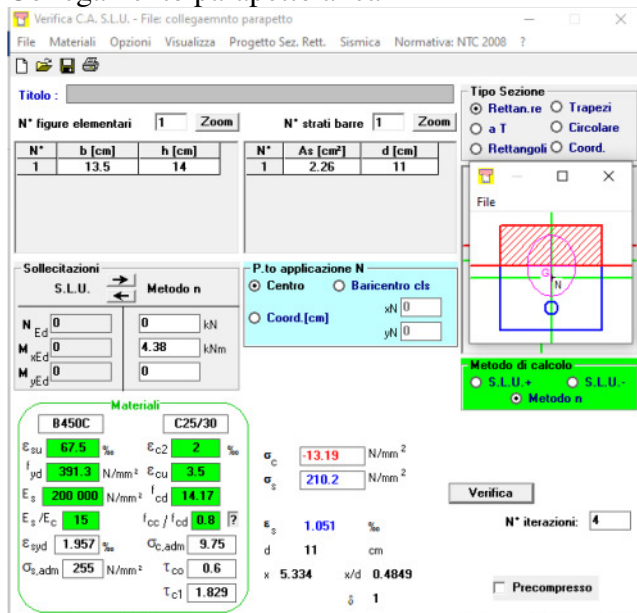 Verifica C.A. S.L.U. - File: collegaemnto parapetto
File Materiali Opzioni Visualizza Progetto Sez. Rett. Sismica Normativa: NTC 2008 ?
Titolo :
N° figure elementari 1 Zoom
N° strati barre 1 Zoom
N° b [cm] h [cm]
1 13.5 14
N° As [cm²] d [cm]
1 2.26 11
Tipo Sezione
Rettan.re Trapezi
a T Circolare
Rettangoli Coord.
File
G
N
Sollecitazioni
S.L.U. Metodo n
N Ed 0 0 kN
M xEd 0 4.38 kNm
M yEd 0 0
P.to applicazione N
Centro Baricentro cls
Coord.[cm] xN 0
yN 0
Metodo di calcolo
S.L.U.+ S.L.U.-
Metodo n
Materiali
B450C C25/30
εsu 67.5 ‰ εc2 2 ‰
fyd 391.3 N/mm² εcu 3.5
Es 200 000 N/mm² fcd 14.17
Es/Ec 15 fcc / fcd 0.8 ?
εsyd 1.957 ‰ σc,adm 9.75
σs,adm 255 N/mm² τco 0.6
τc1 1.829
σc -13.19 N/mm²
σs 210.2 N/mm²
εs 1.051 ‰
d 11 cm
x 5.334 x/d 0.4849
δ 1
Verifica
N° iterazioni: 4
Precompresso